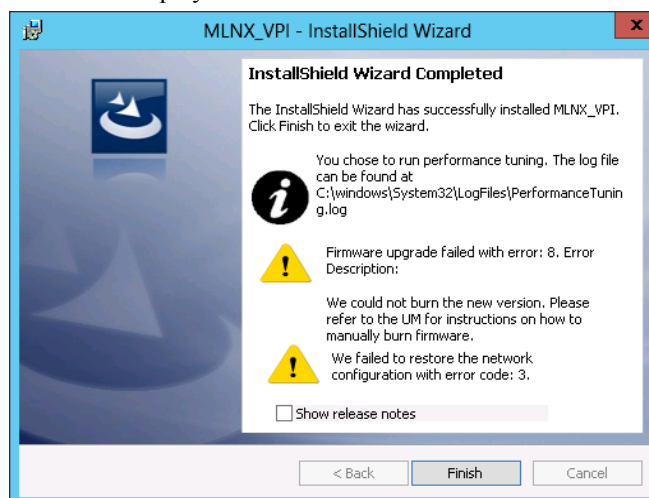 MLNX_VPI - InstallShield Wizard
x
InstallShield Wizard Completed
The InstallShield Wizard has successfully installed MLNX_VPI.
Click Finish to exit the wizard.
You chose to run performance tuning. The log file
can be found at
C:\windows\System32\LogFiles\PerformanceTunin
g.log
Firmware upgrade failed with error: 8. Error
Description:
We could not burn the new version. Please
refer to the UM for instructions on how to
manually burn firmware.
We failed to restore the network
configuration with error code: 3.
Show release notes
< Back Finish Cancel